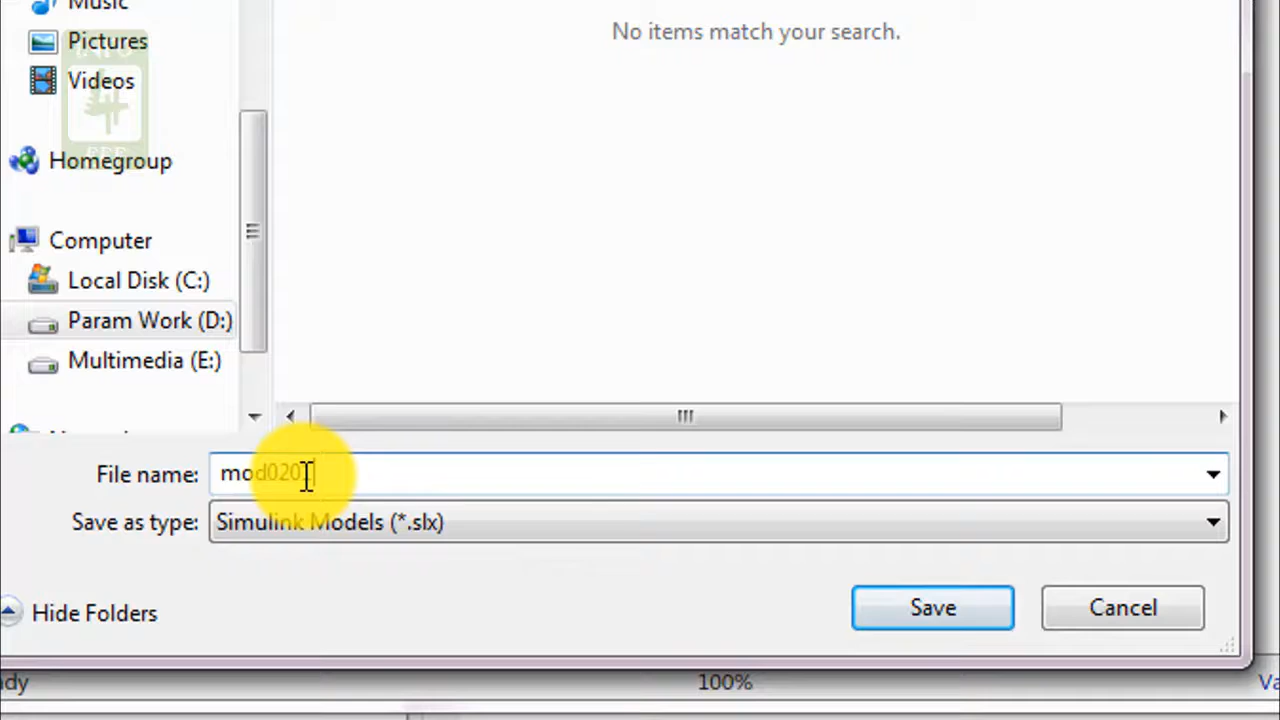 Music
Pictures
Videos
Homegroup
Computer
Local Disk (C:)
Param Work (D:)
Multimedia (E:)
No items match your search.
File name:
Save as type: Simulink Models (*.slx)
Hide Folders
Save
Cancel
100%